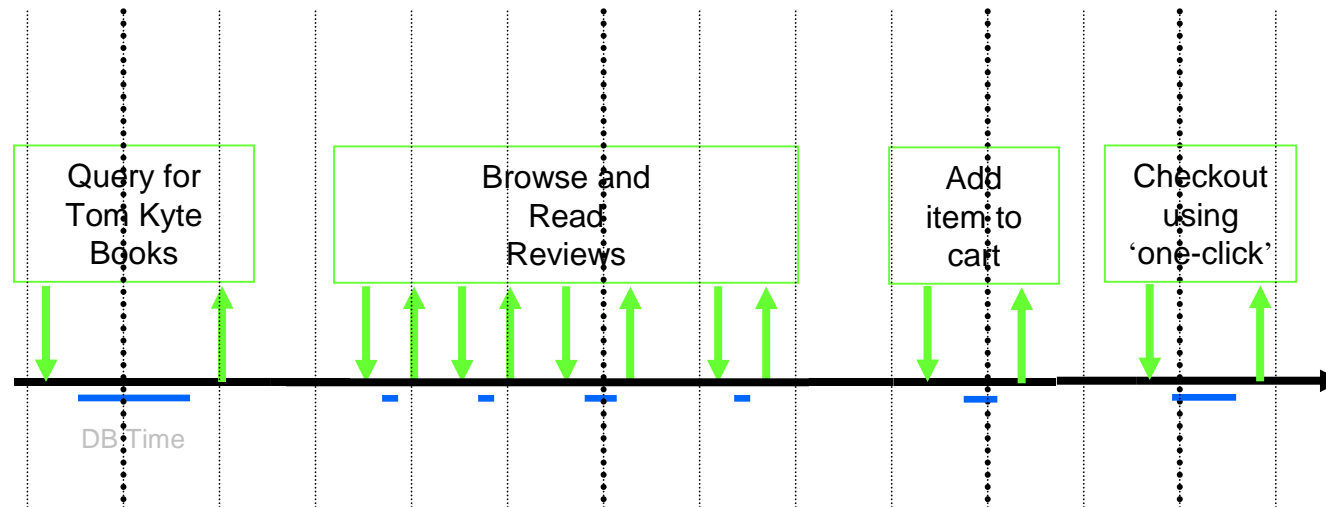 Query for
Tom Kyte
Books
Browse and
Read
Reviews
Add
item to
cart
Checkout
using
‘one-click’
DB Time